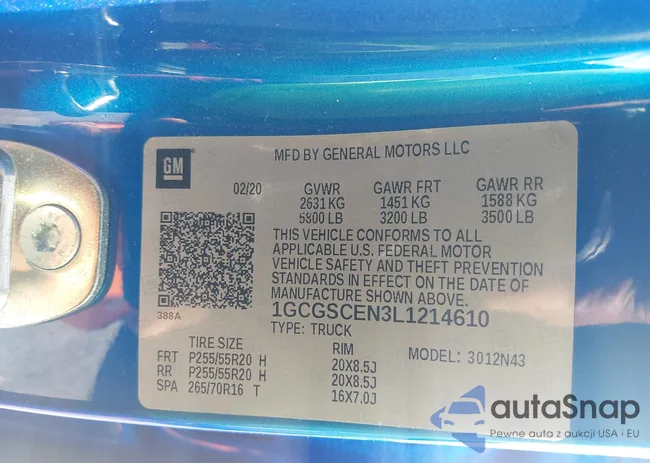 GM
MFD BY GENERAL MOTORS LLC
02/20 GVWR GAWR FRT GAWR RR
2631 KG 1451 KG 1588 KG
5800 LB 3200 LB 3500 LB
THIS VEHICLE CONFORMS TO ALL
APPLICABLE U.S. FEDERAL MOTOR
VEHICLE SAFETY AND THEFT PREVENTION
STANDARDS IN EFFECT ON THE DATE OF
MANUFACTURE SHOWN ABOVE.
388A
1GCGSCEN3L1214610
TYPE: TRUCK
TIRE SIZE RIM MODEL: 3012N43
FRT P255/55R20 H 20X8.5J
RR P255/55R20 H 20X8.5J
SPA 265/70R16 T 16X7.0J
autaSnap
Pewne auta z aukcji USA i EU